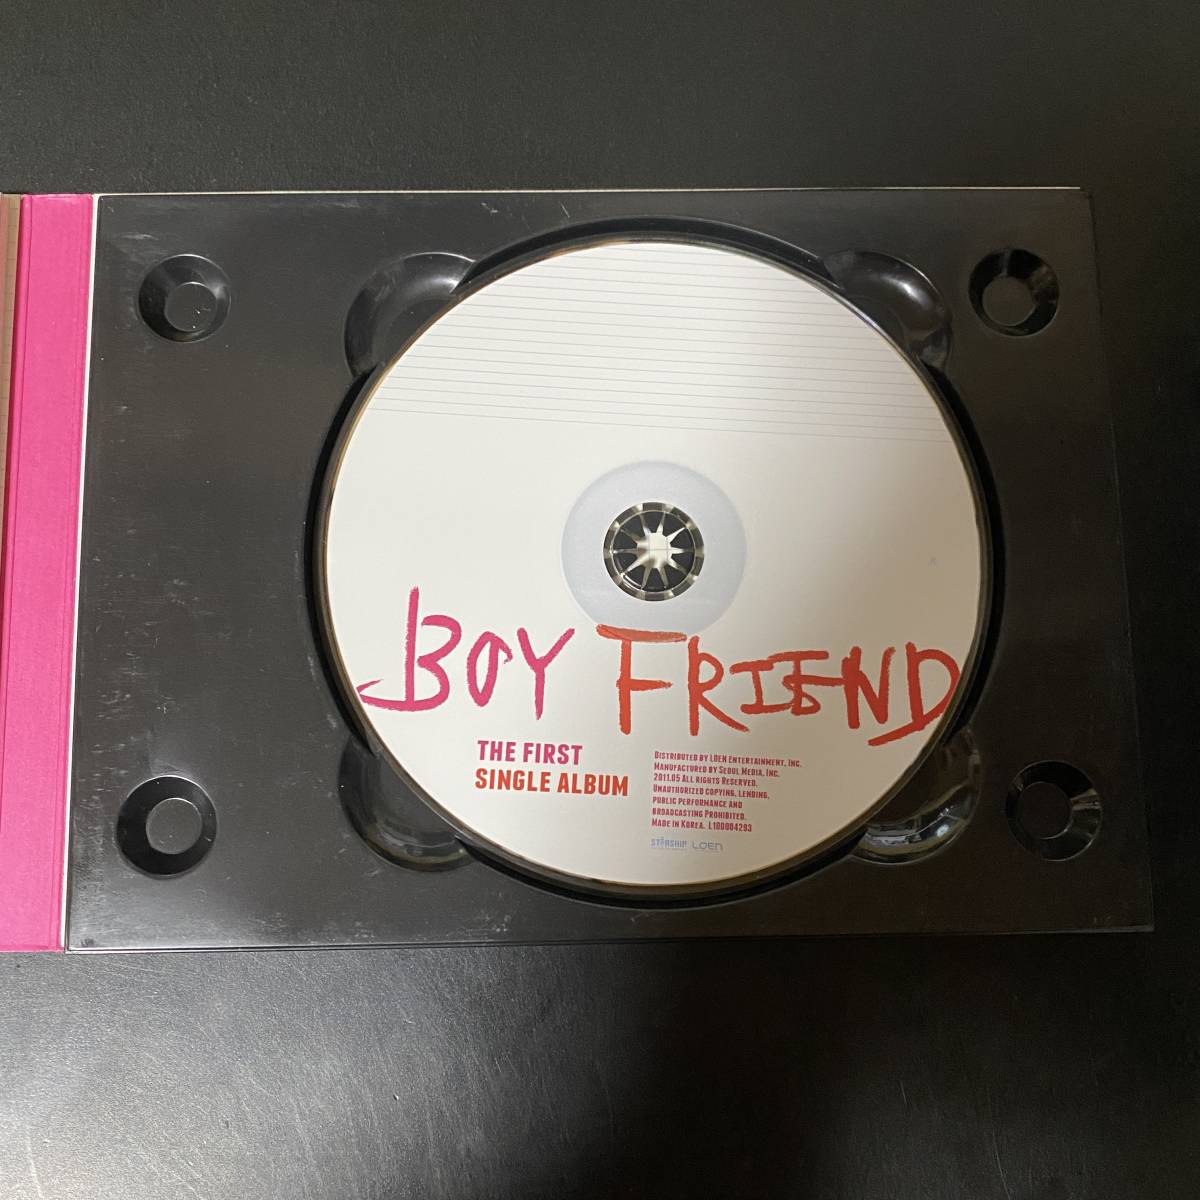 BOY FRIEND
THE FIRST
SINGLE ALBUM
DISTRIBUTED BY LOEN ENTERTAINMENT, INC.
MANUFACTURED BY SEOUL MEDIA, INC.
2011.05 ALL RIGHTS RESERVED.
UNAUTHORIZED COPYING, LENDING,
PUBLIC PERFORMANCE AND
BROADCASTING PROHIBITED.
MADE IN KOREA. L100004293
STARSHIP LOEN